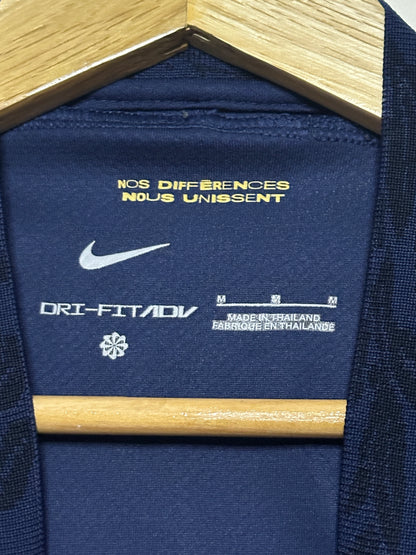 NOS DIFFÉRENCES
NOUS UNISSENT
DRI-FIT ADV
M M M
MADE IN THAILAND
FABRIQUE EN THAILANDE